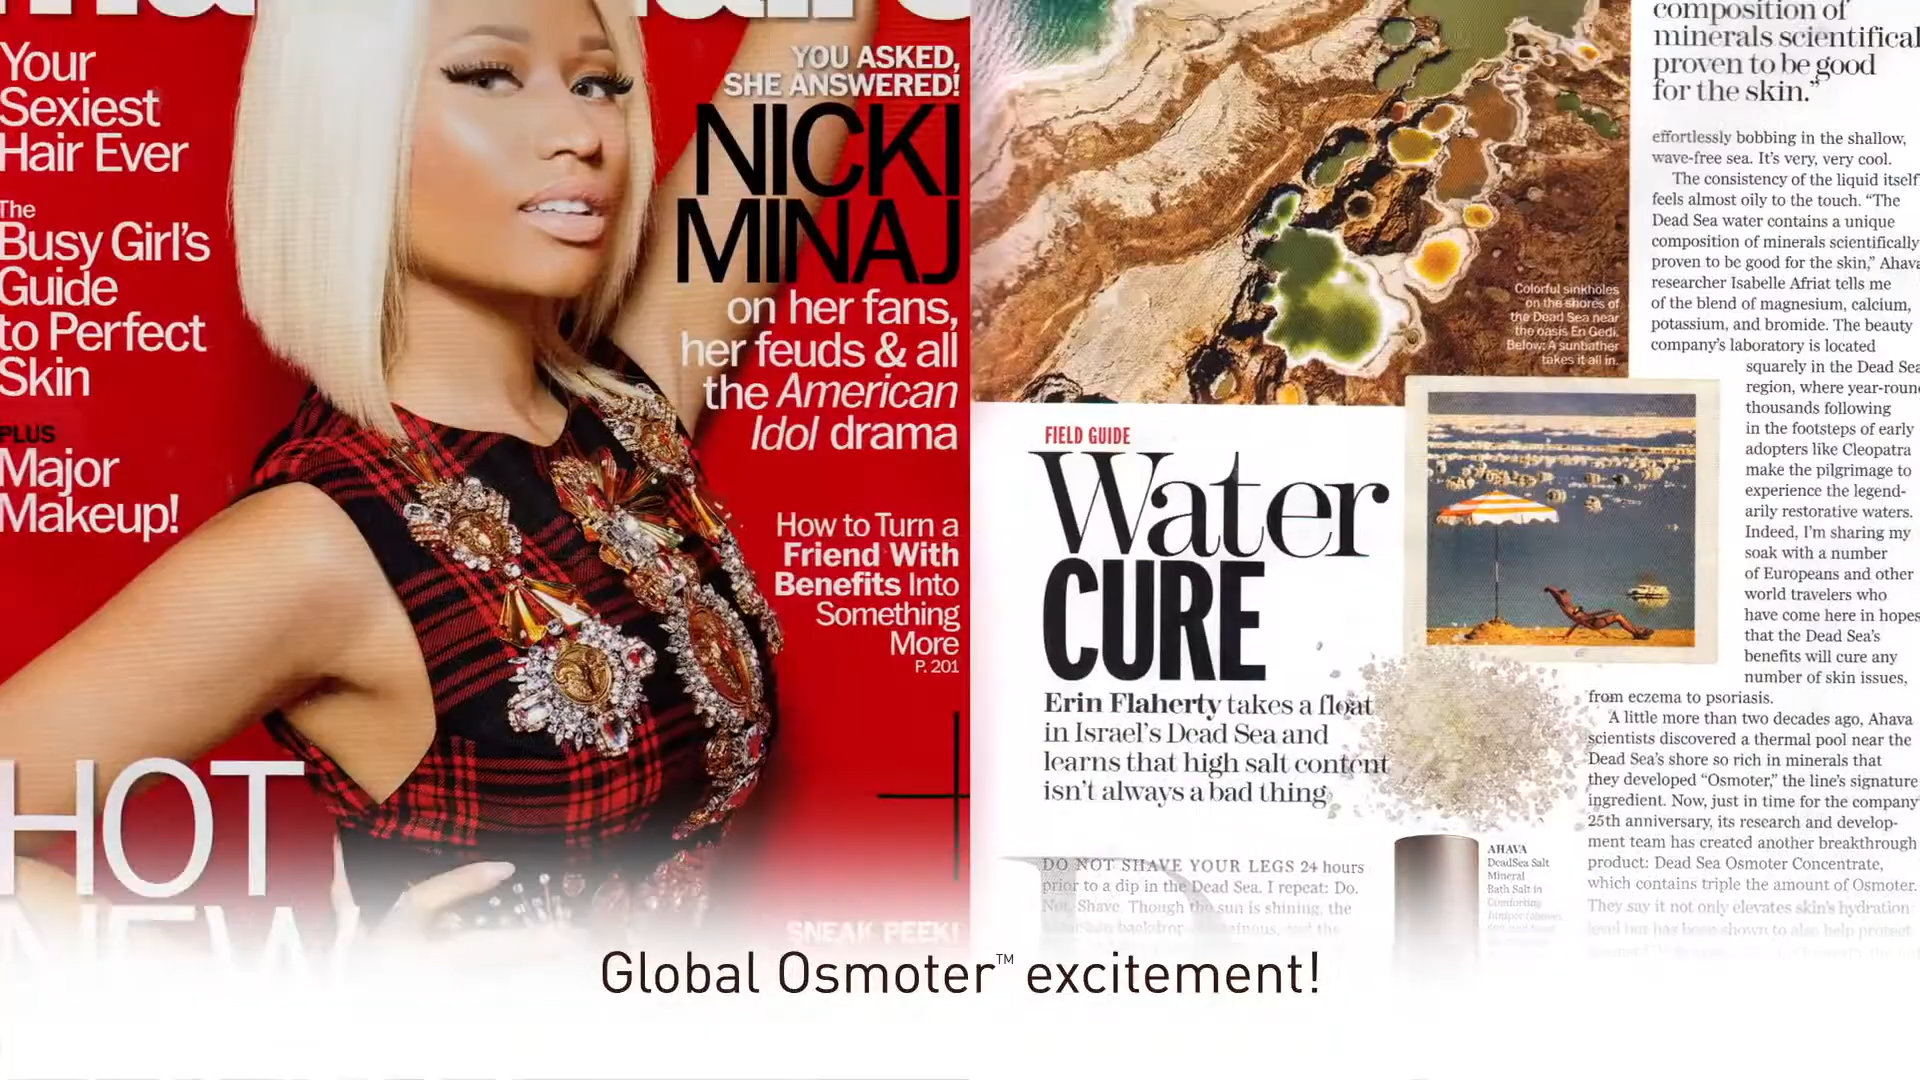 Your
Sexiest
Hair Ever
The
Busy Girl's
Guide
to Perfect
Skin
PLUS
Major
Makeup!
HOT
NEW
YOU ASKED,
SHE ANSWERED!
NICKI
MINAJ
on her fans,
her feuds & all
the American
Idol drama
How to Turn a
Friend With
Benefits Into
Something
More
P. 201
SNEAK PEEK!
Colorful sinkholes
on the shores of
the Dead Sea near
the oasis En Gedi.
Below: A sunbather
takes it all in.
FIELD GUIDE
Water
CURE
Erin Flaherty takes a float
in Israel's Dead Sea and
learns that high salt content
isn't always a bad thing.
DO NOT SHAVE YOUR LEGS 24 hours
prior to a dip in the Dead Sea. I repeat: Do.
Not. Shave. Though the sun is shining, the
AHAVA
DeadSea Salt
Mineral
Bath Salt in
Comforting
composition of
minerals scientifical
proven to be good
for the skin."
effortlessly bobbing in the shallow,
wave-free sea. It's very, very cool.
The consistency of the liquid itself
feels almost oily to the touch. "The
Dead Sea water contains a unique
composition of minerals scientifically
proven to be good for the skin," Ahava
researcher Isabelle Afriat tells me
of the blend of magnesium, calcium,
potassium, and bromide. The beauty
company's laboratory is located
squarely in the Dead Sea
region, where year-round
thousands following
in the footsteps of early
adopters like Cleopatra
make the pilgrimage to
experience the legend-
arily restorative waters.
Indeed, I'm sharing my
soak with a number
of Europeans and other
world travelers who
have come here in hopes
that the Dead Sea's
benefits will cure any
number of skin issues,
from eczema to psoriasis.
A little more than two decades ago, Ahava
scientists discovered a thermal pool near the
Dead Sea's shore so rich in minerals that
they developed "Osmoter," the line's signature
ingredient. Now, just in time for the company
25th anniversary, its research and develop-
ment team has created another breakthrough
product: Dead Sea Osmoter Concentrate,
which contains triple the amount of Osmoter.
They say it not only elevates skin's hydration
level but has been shown to also help protect
Global Osmoter™ excitement!